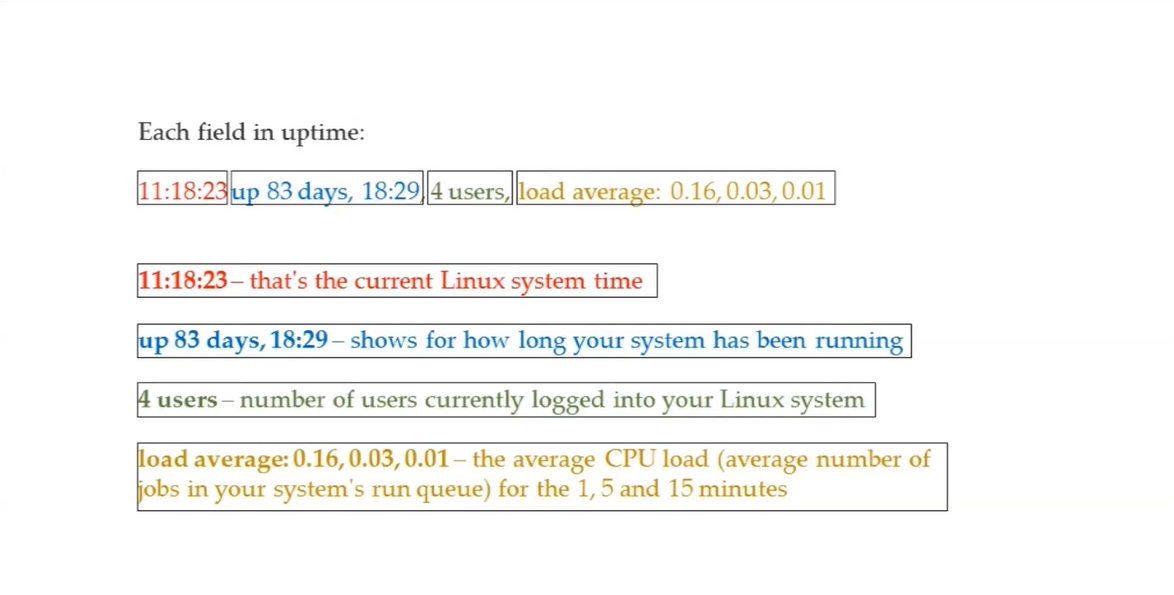 Each field in uptime:
11:18:23 up 83 days, 18:29, 4 users, load average: 0.16, 0.03, 0.01
11:18:23 – that's the current Linux system time
up 83 days, 18:29 – shows for how long your system has been running
4 users – number of users currently logged into your Linux system
load average: 0.16, 0.03, 0.01 – the average CPU load (average number of
jobs in your system's run queue) for the 1, 5 and 15 minutes